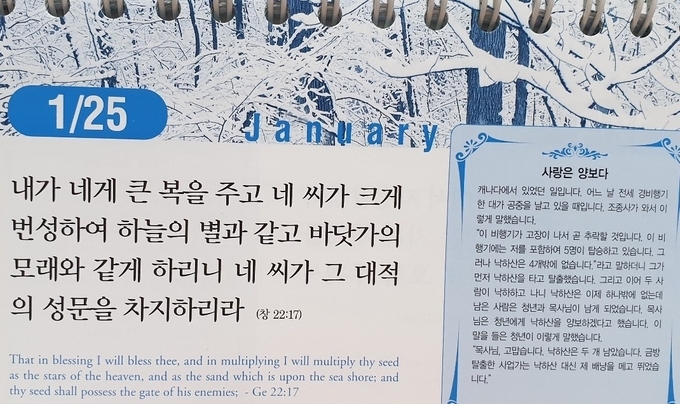 1/25
January
내가 네게 큰 복을 주고 네 씨가 크게
번성하여 하늘의 별과 같고 바닷가의
모래와 같게 하리니 네 씨가 그 대적
의 성문을 차지하리라 (창 22:17)
That in blessing I will bless thee, and in multiplying I will multiply thy seed
as the stars of the heaven, and as the sand which is upon the sea shore; and
thy seed shall possess the gate of his enemies; - Ge 22:17
사랑은 양보다
캐나다에서 있었던 일입니다. 어느 날 전세 경비행기
한 대가 공중을 날고 있을 때입니다. 조종사가 와서 이
렇게 말했습니다.
"이 비행기가 고장이 나서 곧 추락할 것입니다. 이 비
행기에는 저를 포함하여 5명이 탑승하고 있습니다. 그
러나 낙하산은 4개밖에 없습니다."라고 말하더니 그가
먼저 낙하산을 타고 탈출했습니다. 그리고 이어 두 사
람이 낙하하고 나니 낙하산은 이제 하나밖에 없는데
남은 사람은 청년과 목사님이 남게 되었습니다. 목사
님은 청년에게 낙하산을 양보하겠다고 했습니다. 이
말을 들은 청년이 이렇게 말했습니다.
"목사님, 고맙습니다. 낙하산은 두 개 남았습니다. 금방
탈출한 사업가는 낙하산 대신 제 배낭을 메고 뛰었습
니다."